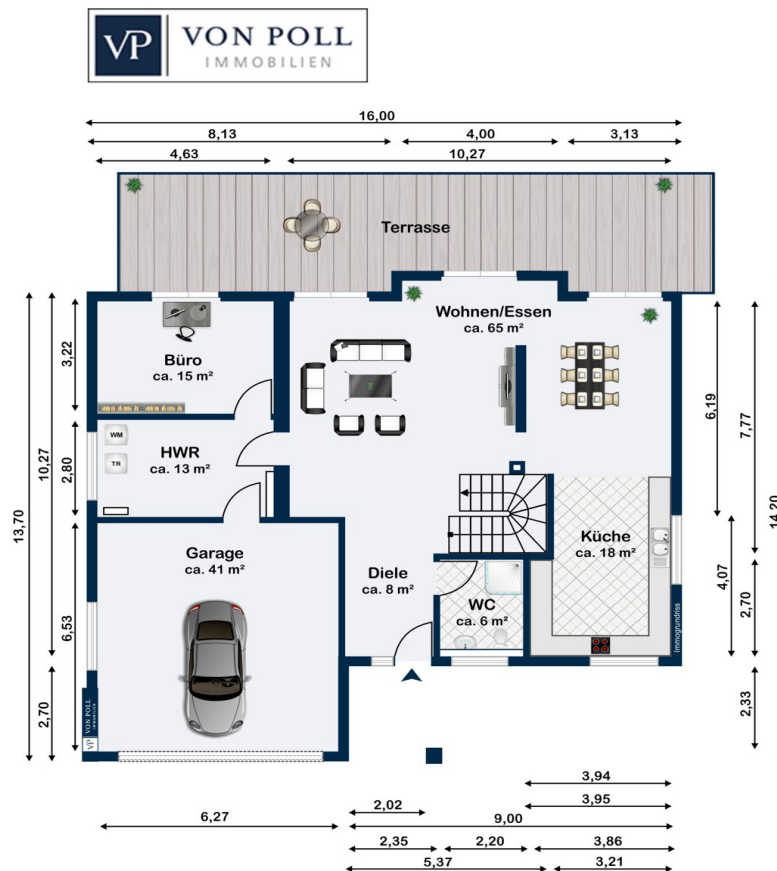 VP VON POLL
IMMOBILIEN
16,00
8,13 4,00 3,13
4,63 10,27
Terrasse
Wohnen/Essen
ca. 65 m²
Büro
ca. 15 m²
3,22
6,19
7,77
10,27
2,80
WM
TR
HWR
ca. 13 m²
13,70
14,20
Garage
ca. 41 m²
Küche
ca. 18 m²
Diele
ca. 8 m²
WC
ca. 6 m²
4,07
2,70
6,53
Immogrundriss
2,70
2,33
VP VON POLL
IMMOBILIEN
3,94
2,02 3,95
6,27 9,00
2,35 2,20 3,86
5,37 3,21